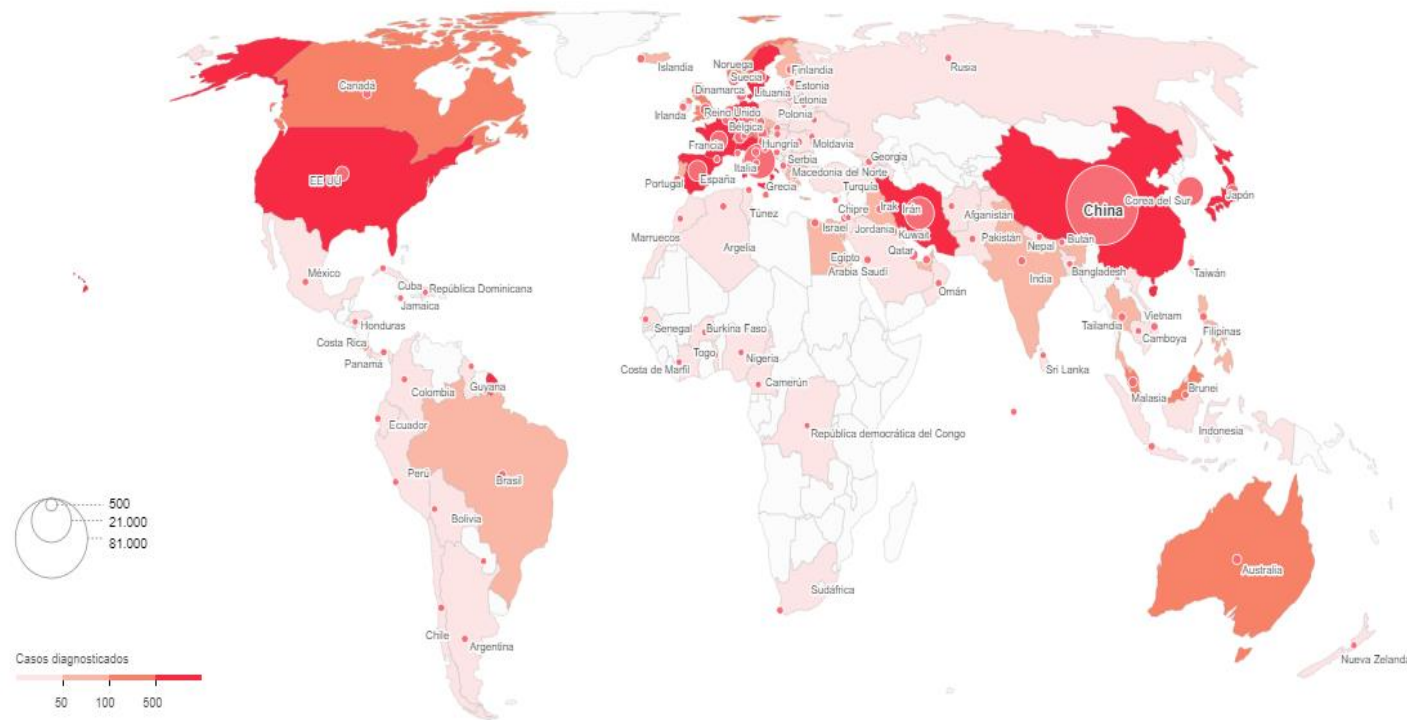 Islandia
Noruega
Suecia
Finlandia
Estonia
Rusia
Canadá
Dinamarca
Lituania
Letonia
Irlanda
Reino Unido
Polonia
Bélgica
Francia
Hungría
Moldavia
EE UU
Italia
Serbia
Georgia
España
Macedonia del Norte
Portugal
Grecia
Turquía
China
Corea del Sur
Japón
Túnez
Chipre
Irak
Irán
Afganistán
Israel
Marruecos
Jordania
Kuwait
Pakistán
Nepal
Bután
Argelia
Egipto
Qatar
México
Arabia Saudí
India
Bangladesh
Taiwán
Cuba
República Dominicana
Omán
Jamaica
Honduras
Senegal
Burkina Faso
Vietnam
Tailandia
Filipinas
Costa Rica
Camboya
Panamá
Togo
Nigeria
Costa de Marfil
Sri Lanka
Colombia
Guyana
Camerún
Brunei
Malasia
Ecuador
República democrática del Congo
Indonesia
Perú
Brasil
Bolivia
500
21.000
81.000
Australia
Sudáfrica
Chile
Argentina
Nueva Zelanda
Casos diagnosticados
50 100 500